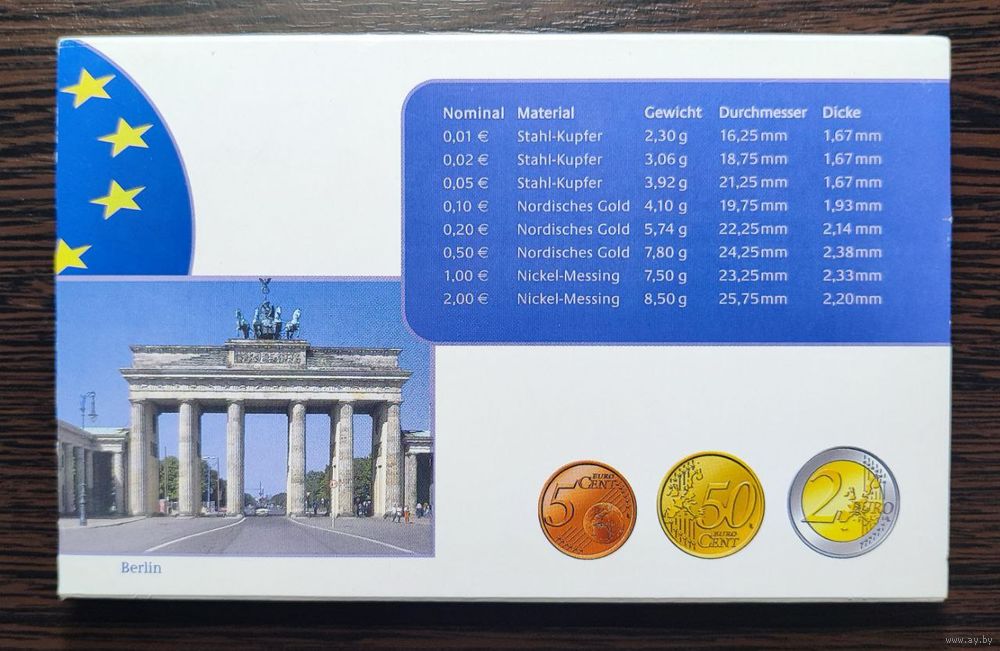 Nominal Material Gewicht Durchmesser Dicke
0,01 € Stahl-Kupfer 2,30 g 16,25 mm 1,67 mm
0,02 € Stahl-Kupfer 3,06 g 18,75 mm 1,67 mm
0,05 € Stahl-Kupfer 3,92 g 21,25 mm 1,67 mm
0,10 € Nordisches Gold 4,10 g 19,75 mm 1,93 mm
0,20 € Nordisches Gold 5,74 g 22,25 mm 2,14 mm
0,50 € Nordisches Gold 7,80 g 24,25 mm 2,38 mm
1,00 € Nickel-Messing 7,50 g 23,25 mm 2,33 mm
2,00 € Nickel-Messing 8,50 g 25,75 mm 2,20 mm
5 EURO CENT
50 EURO CENT
2 EURO
Berlin
www.ay.by